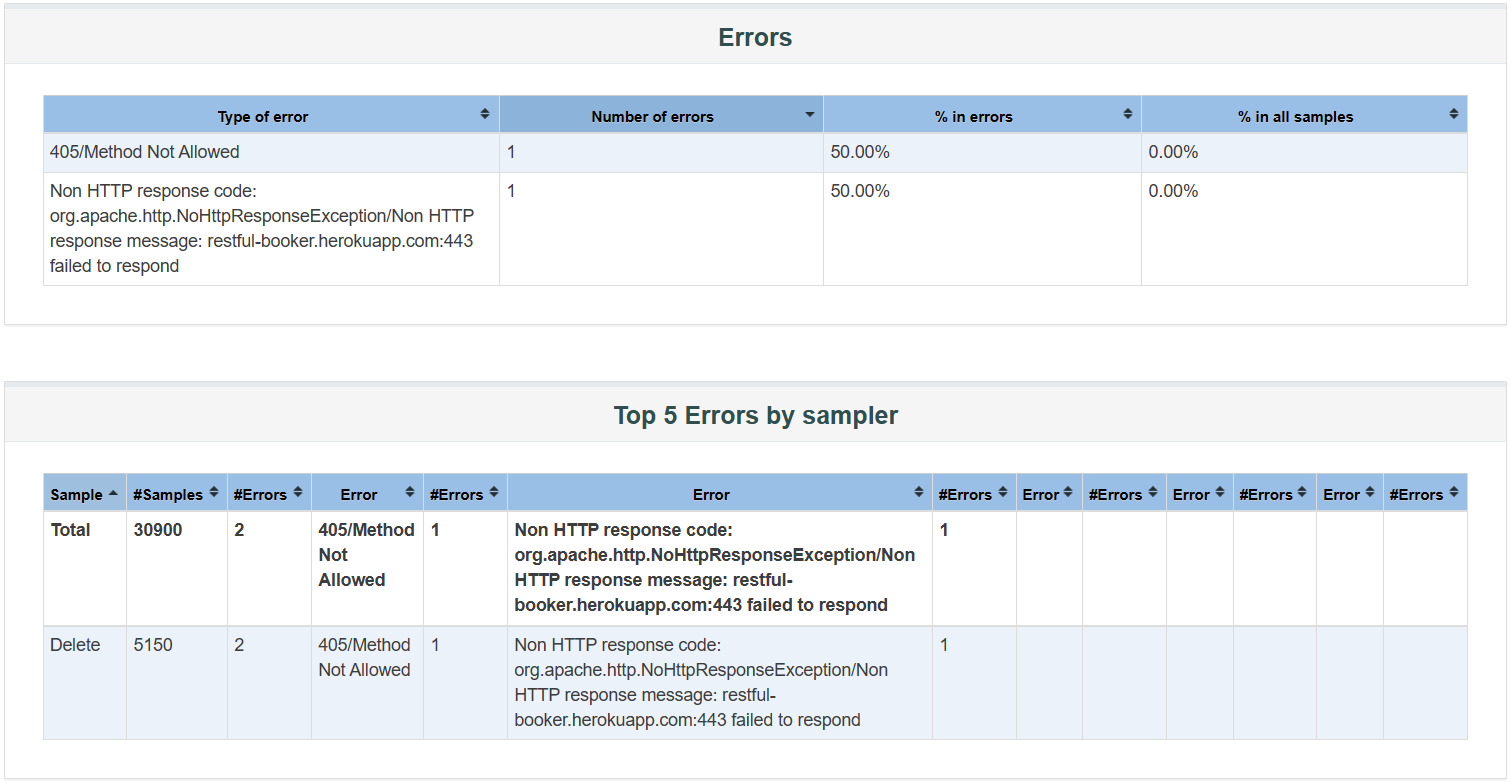 Errors
Type of error Number of errors % in errors % in all samples
405/Method Not Allowed 1 50.00% 0.00%
Non HTTP response code: 1 50.00% 0.00%
org.apache.http.NoHttpResponseException/Non HTTP
response message: restful-booker.herokuapp.com:443
failed to respond
Top 5 Errors by sampler
Sample #Samples #Errors Error #Errors Error #Errors Error #Errors Error #Errors Error #Errors
Total 30900 2 405/Method 1 Non HTTP response code: 1
Not org.apache.http.NoHttpResponseException/Non
Allowed HTTP response message: restful-
booker.herokuapp.com:443 failed to respond
Delete 5150 2 405/Method 1 Non HTTP response code: 1
Not Allowed org.apache.http.NoHttpResponseException/Non
HTTP response message: restful-
booker.herokuapp.com:443 failed to respond